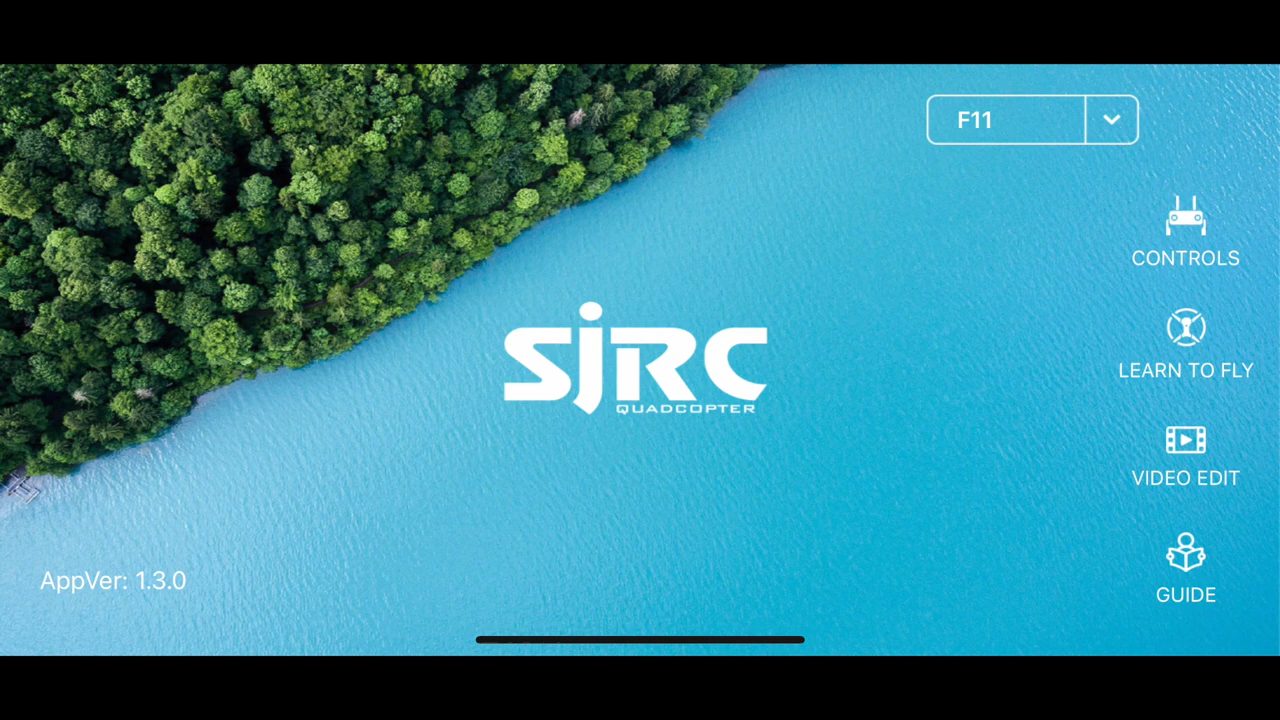 F11
CONTROLS
LEARN TO FLY
SJRC
QUADCOPTER
VIDEO EDIT
AppVer: 1.3.0
GUIDE